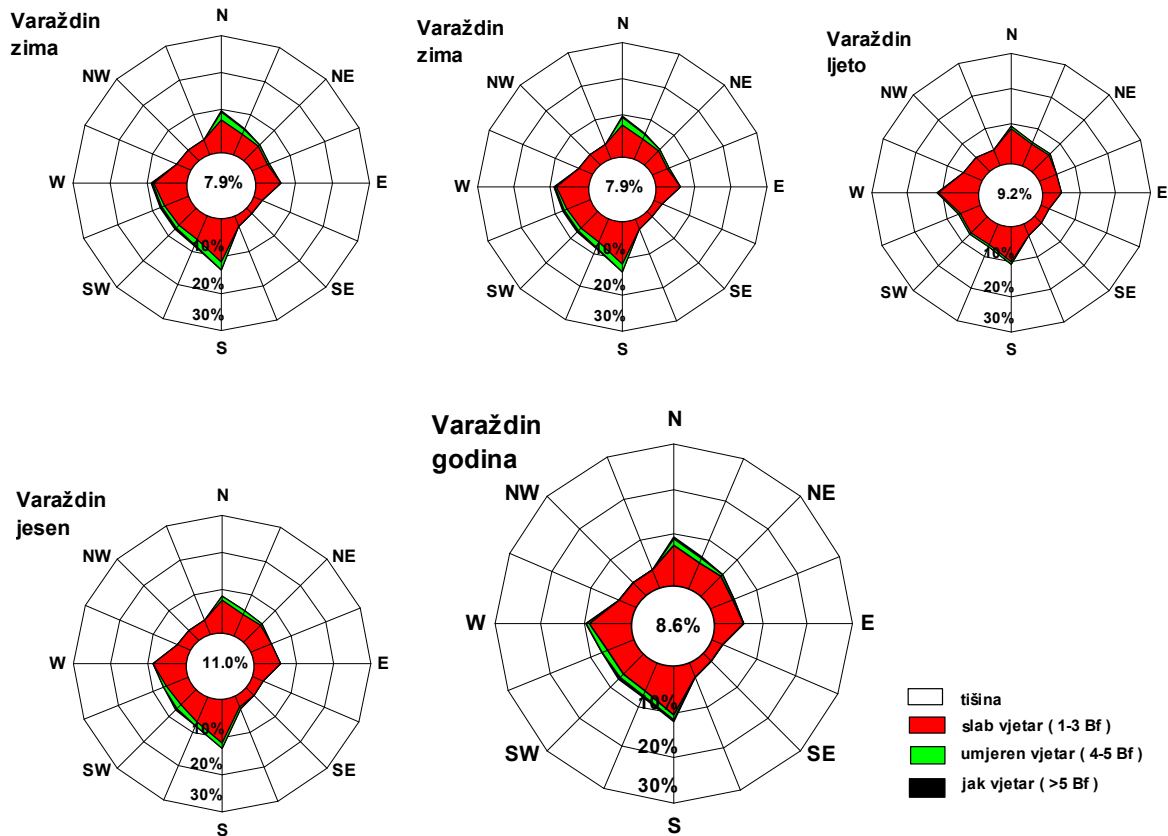 Varaždin
zima
N
NW
NE
W
7.9%
E
10%
SW
20%
SE
30%
S
Varaždin
zima
N
NW
NE
W
7.9%
E
10%
SW
20%
SE
30%
S
Varaždin
ljeto
N
NW
NE
W
9.2%
E
10%
SW
20%
SE
30%
S
Varaždin
jesen
N
NW
NE
W
11.0%
E
10%
SW
20%
SE
30%
S
Varaždin
godina
N
NW
NE
W
8.6%
E
10%
SW
20%
SE
30%
S
tišina
slab vjetar ( 1-3 Bf )
umjeren vjetar ( 4-5 Bf )
jak vjetar ( >5 Bf )